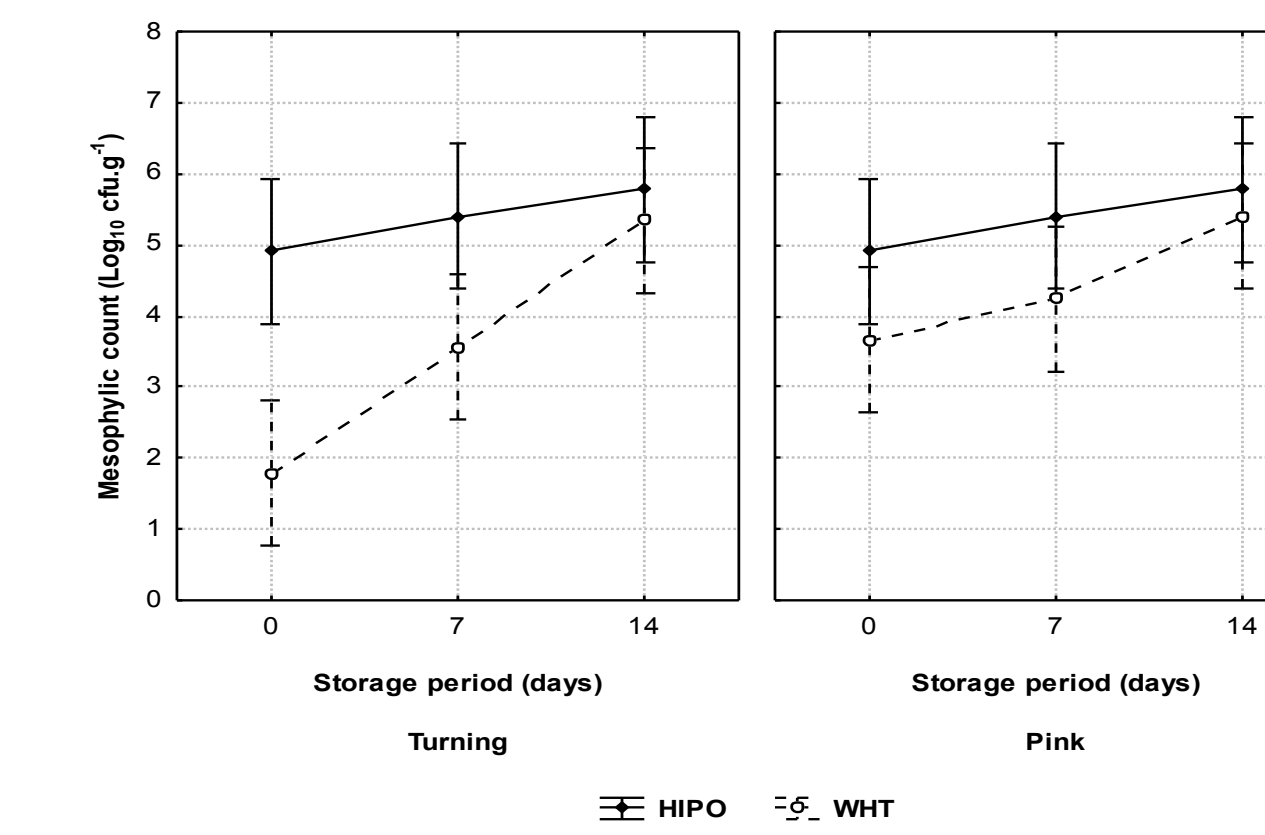 8
7
6
5
4
3
2
1
0
Mesophylic count (Log10 cfu.g-1)
0 7 14 0 7 14
Storage period (days) Storage period (days)
Turning Pink
HIPO WHT